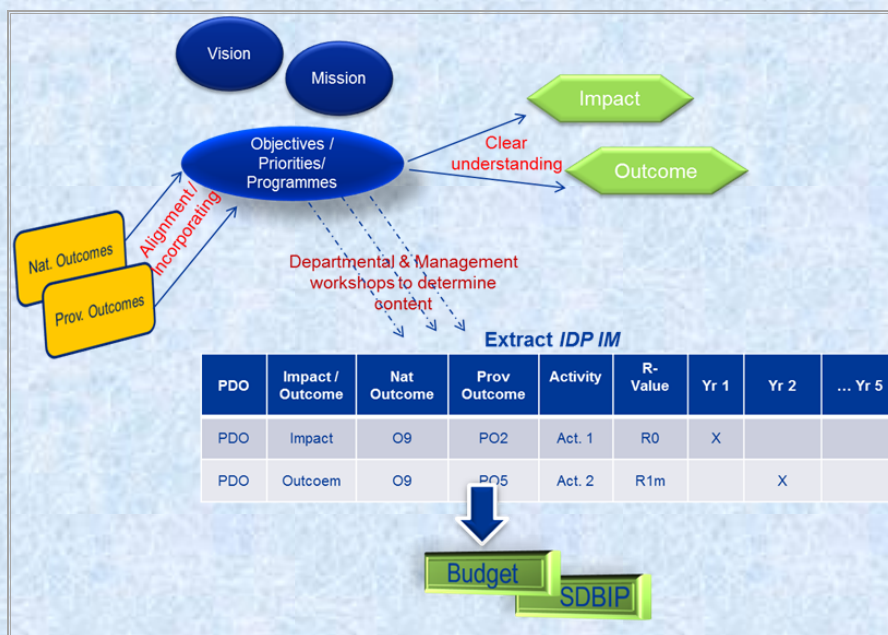 Vision
Mission
Objectives /
Priorities/
Programmes
Impact
Clear
understanding
Outcome
Alignment /
Incorporating
Nat. Outcomes
Prov. Outcomes
Departmental & Management
workshops to determine
content
Extract IDP IM
PDO Impact / Outcome Nat Outcome Prov Outcome Activity R-Value Yr 1 Yr 2 … Yr 5
PDO Impact O9 PO2 Act. 1 R0 X
PDO Outcoem O9 PO5 Act. 2 R1m X
Budget
SDBIP